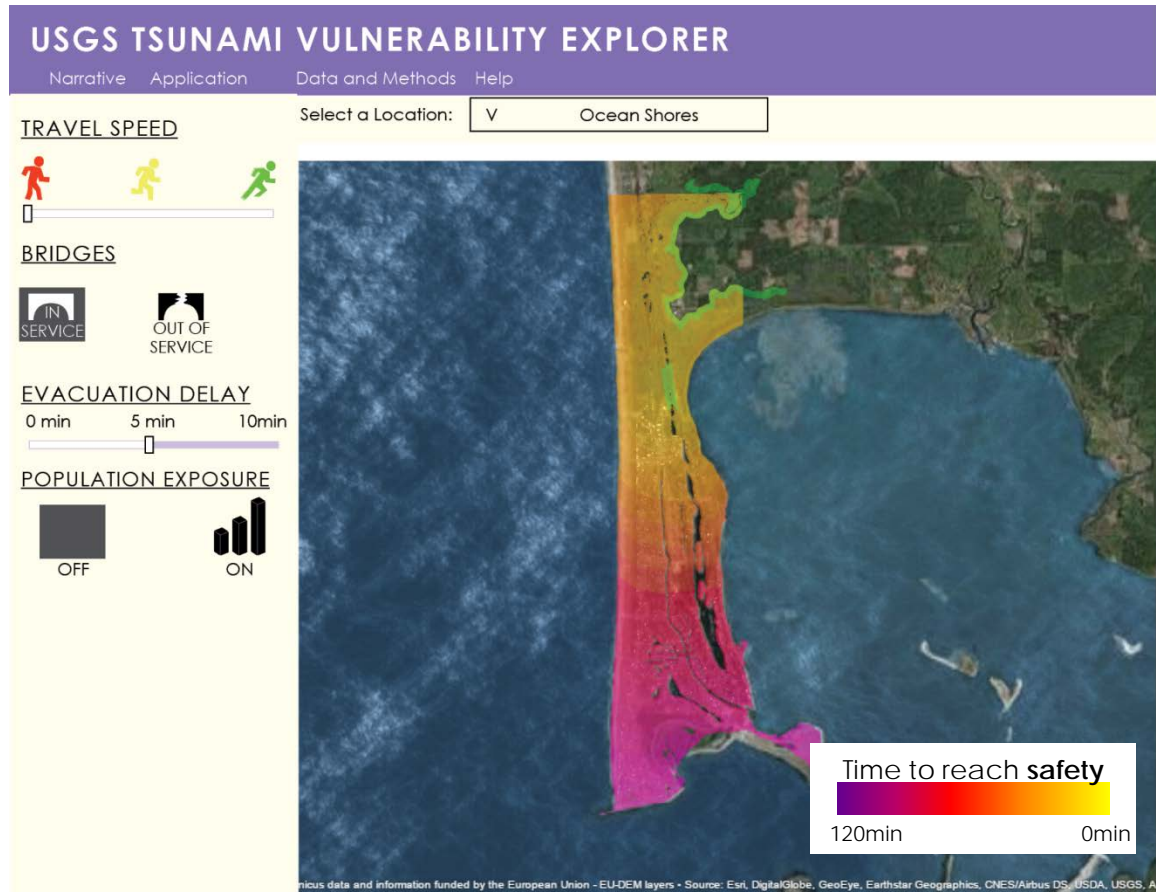 USGS TSUNAMI VULNERABILITY EXPLORER
Narrative Application Data and Methods Help
Select a Location: V Ocean Shores
TRAVEL SPEED
BRIDGES
IN
SERVICE
OUT OF
SERVICE
EVACUATION DELAY
0 min 5 min 10min
POPULATION EXPOSURE
OFF ON
Time to reach safety
120min 0min
nicus data and information funded by the European Union - EU-DEM layers • Source: Esri, DigitalGlobe, GeoEye, Earthstar Geographics, CNES/Airbus DS, USDA, USGS, A